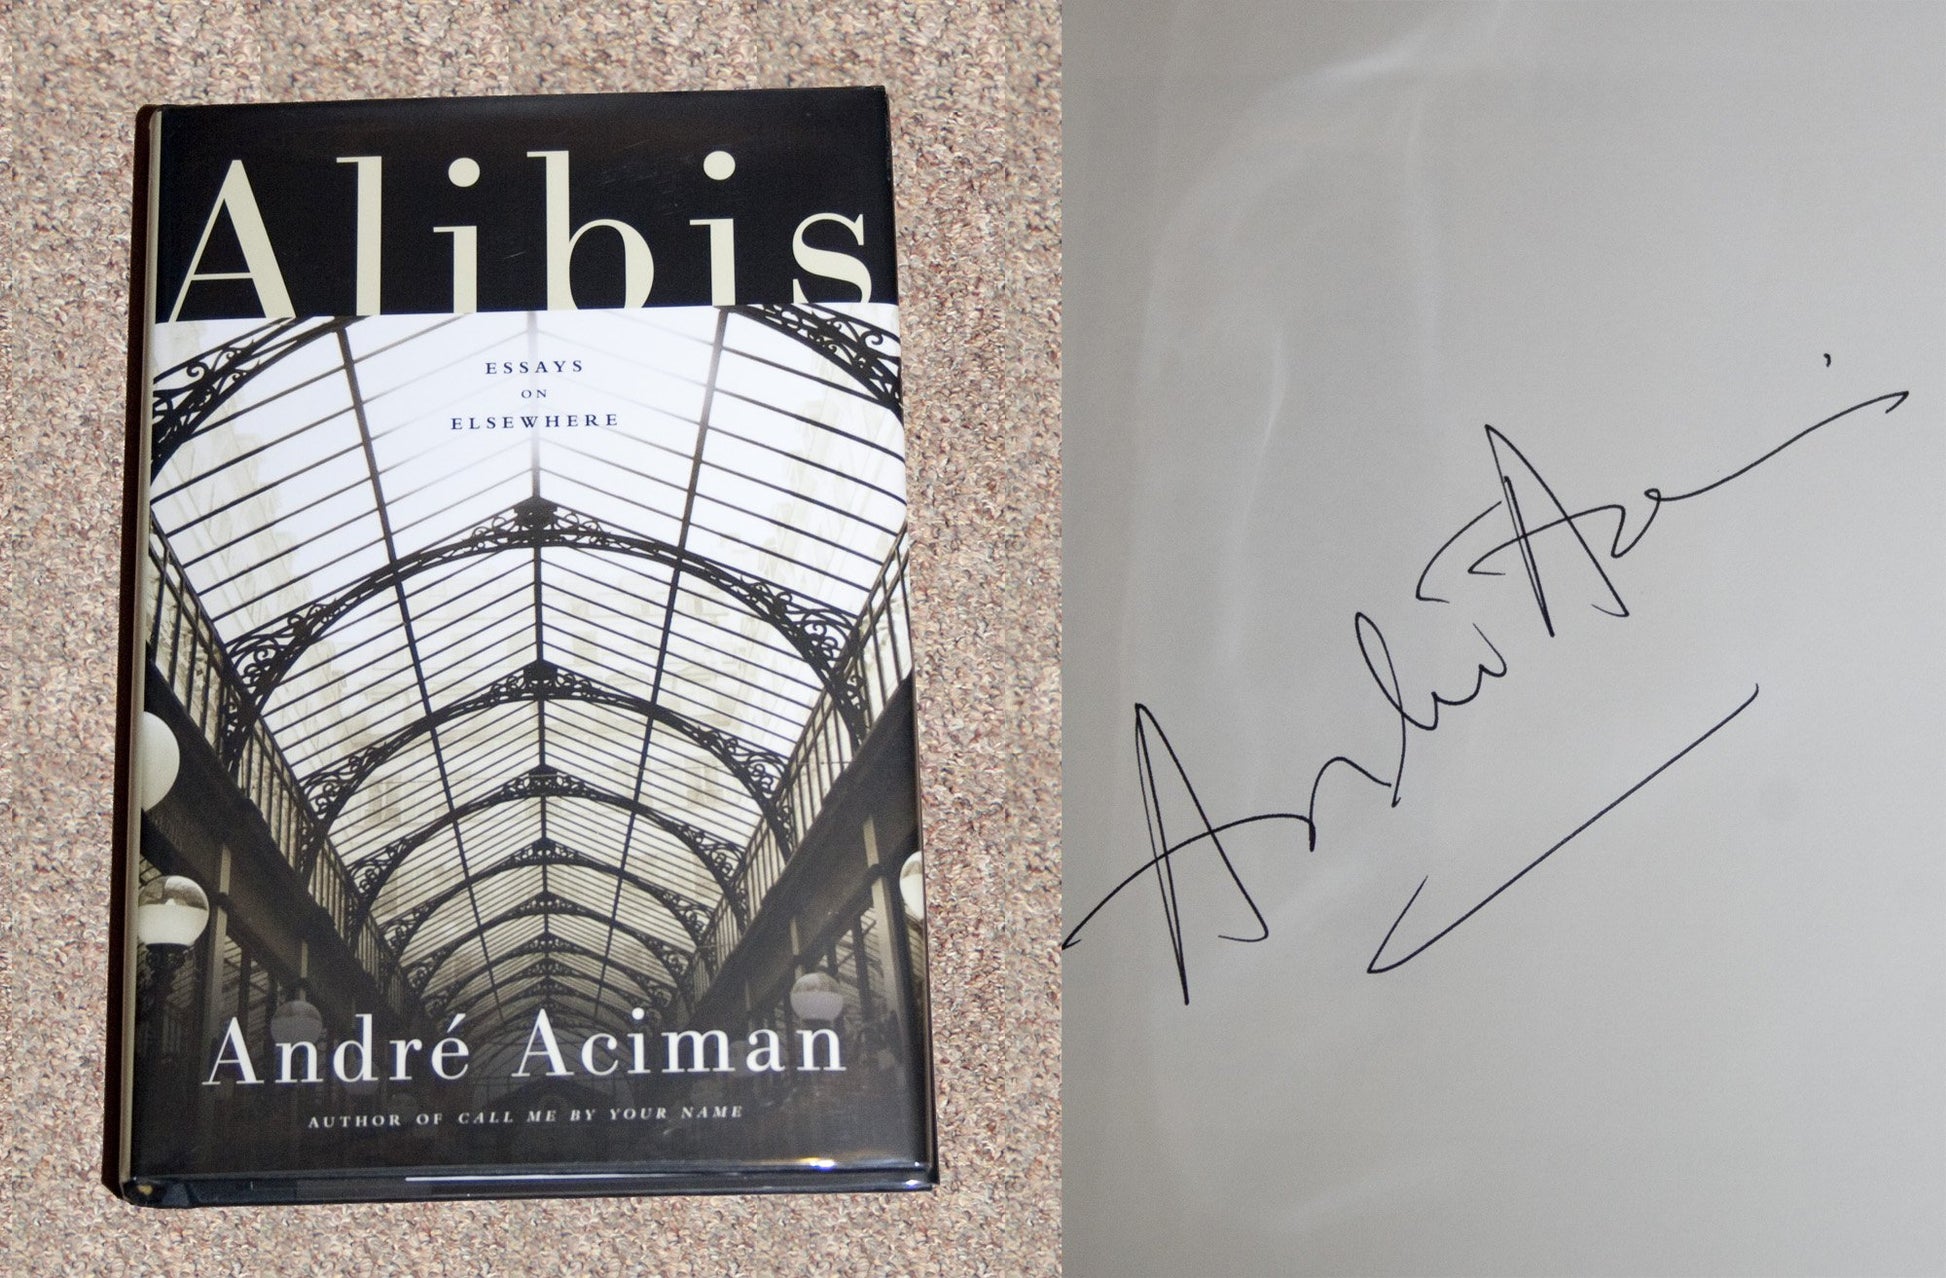 Alibis
ESSAYS
ON
ELSEWHERE
André Aciman
AUTHOR OF CALL ME BY YOUR NAME